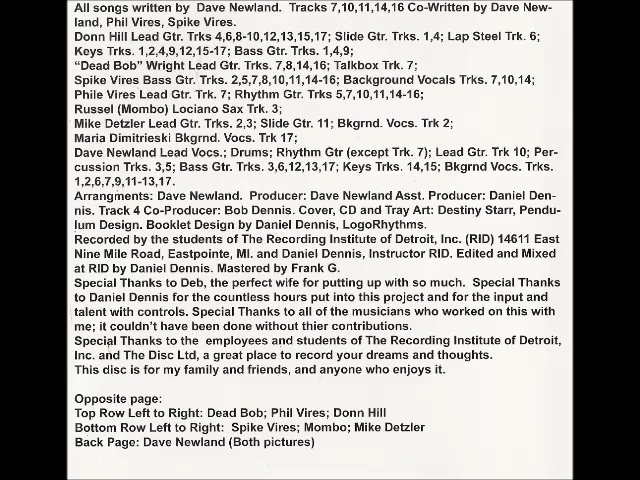 All songs written by Dave Newland. Tracks 7,10,11,14,16 Co-Written by Dave New-
land, Phil Vires, Spike Vires.
Donn Hill Lead Gtr. Trks 4,6,8-10,12,13,15,17; Slide Gtr. Trks. 1,4; Lap Steel Trk. 6;
Keys Trks. 1,2,4,9,12,15-17; Bass Gtr. Trks. 1,4,9;
“Dead Bob” Wright Lead Gtr. Trks. 7,8,14,16; Talkbox Trk. 7;
Spike Vires Bass Gtr. Trks. 2,5,7,8,10,11,14-16; Background Vocals Trks. 7,10,14;
Phile Vires Lead Gtr. Trk. 7; Rhythm Gtr. Trks 5,7,10,11,14-16;
Russel (Mombo) Lociano Sax Trk. 3;
Mike Detzler Lead Gtr. Trks. 2,3; Slide Gtr. 11; Bkgrnd. Vocs. Trk 2;
Maria Dimitrieski Bkgrnd. Vocs. Trk 17;
Dave Newland Lead Vocs.; Drums; Rhythm Gtr (except Trk. 7); Lead Gtr. Trk 10; Per-
cussion Trks. 3,5; Bass Gtr. Trks. 3,6,12,13,17; Keys Trks. 14,15; Bkgrnd Vocs. Trks.
1,2,6,7,9,11-13,17.
Arrangments: Dave Newland. Producer: Dave Newland Asst. Producer: Daniel Den-
nis. Track 4 Co-Producer: Bob Dennis. Cover, CD and Tray Art: Destiny Starr, Pendu-
lum Design. Booklet Design by Daniel Dennis, LogoRhythms.
Recorded by the students of The Recording Institute of Detroit, Inc. (RID) 14611 East
Nine Mile Road, Eastpointe, MI. and Daniel Dennis, Instructor RID. Edited and Mixed
at RID by Daniel Dennis. Mastered by Frank G.
Special Thanks to Deb, the perfect wife for putting up with so much. Special Thanks
to Daniel Dennis for the countless hours put into this project and for the input and
talent with controls. Special Thanks to all of the musicians who worked on this with
me; it couldn’t have been done without thier contributions.
Special Thanks to the employees and students of The Recording Institute of Detroit,
Inc. and The Disc Ltd, a great place to record your dreams and thoughts.
This disc is for my family and friends, and anyone who enjoys it.
Opposite page:
Top Row Left to Right: Dead Bob; Phil Vires; Donn Hill
Bottom Row Left to Right: Spike Vires; Mombo; Mike Detzler
Back Page: Dave Newland (Both pictures)